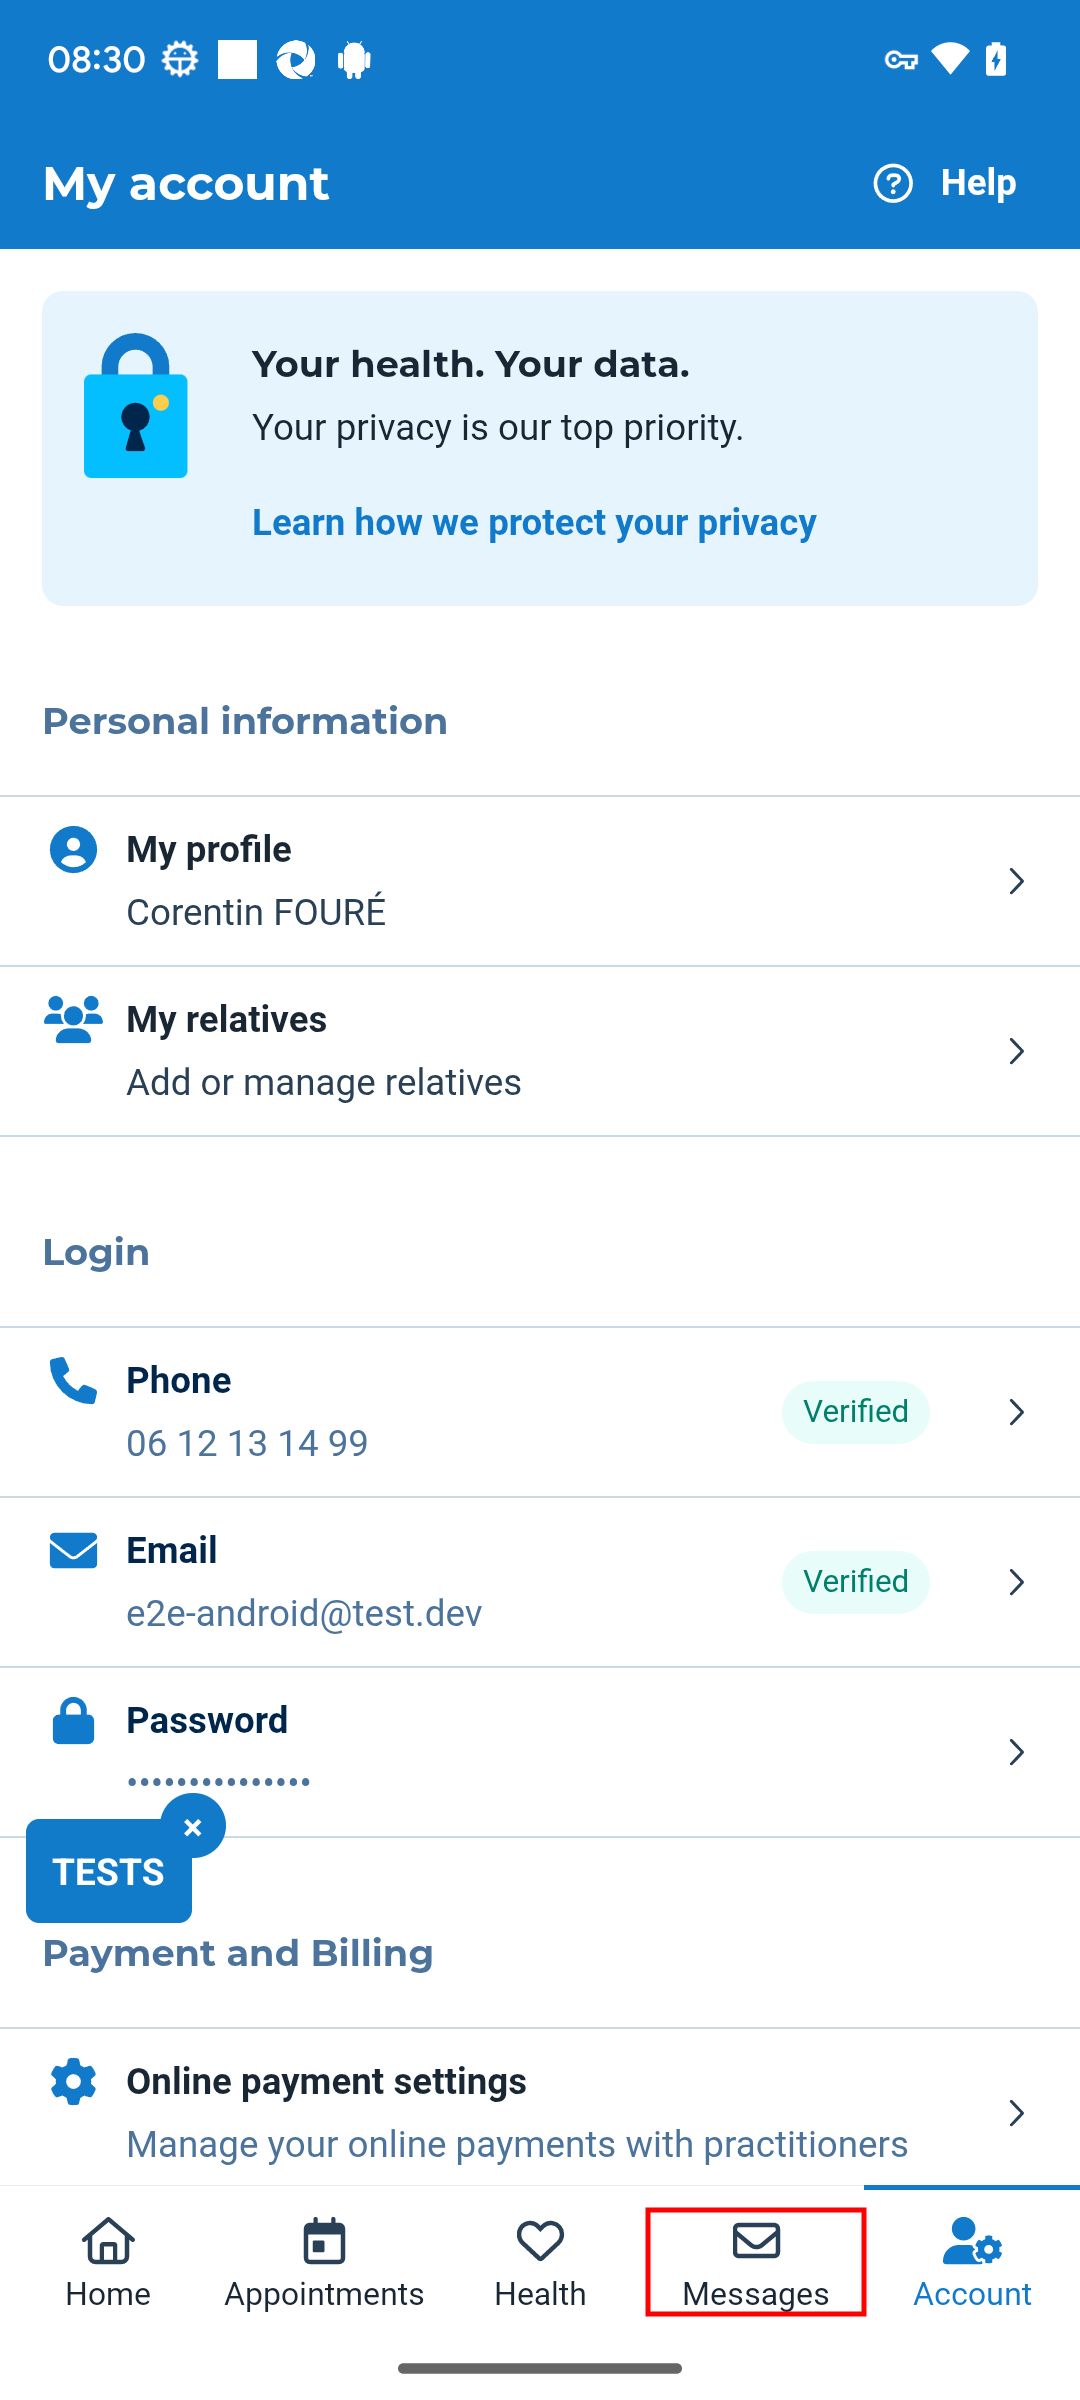 08:30
My account
Help
Your health. Your data.
Your privacy is our top priority.
Learn how we protect your privacy
Personal information
My profile
Corentin FOURÉ
My relatives
Add or manage relatives
Login
Phone
06 12 13 14 99
Verified
Email
e2e-android@test.dev
Verified
Password
•••••••••••••••
TESTS
Payment and Billing
Online payment settings
Manage your online payments with practitioners
Home
Appointments
Health
Messages
Account